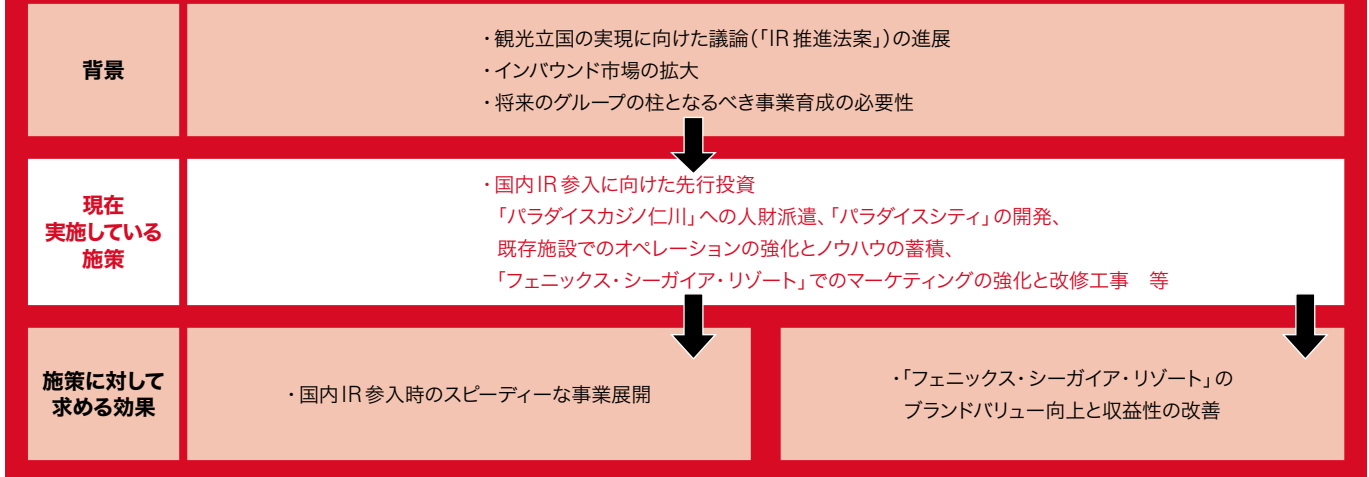 背景
・観光立国の実現に向けた議論(「IR推進法案」)の進展
・インバウンド市場の拡大
・将来のグループの柱となるべき事業育成の必要性
現在
実施している
施策
・国内IR参入に向けた先行投資
「パラダイスカジノ仁川」への人財派遣、「パラダイスシティ」の開発、
既存施設でのオペレーションの強化とノウハウの蓄積、
「フェニックス・シーガイア・リゾート」でのマーケティングの強化と改修工事　等
施策に対して
求める効果
・国内IR参入時のスピーディーな事業展開
・「フェニックス・シーガイア・リゾート」の
ブランドバリュー向上と収益性の改善